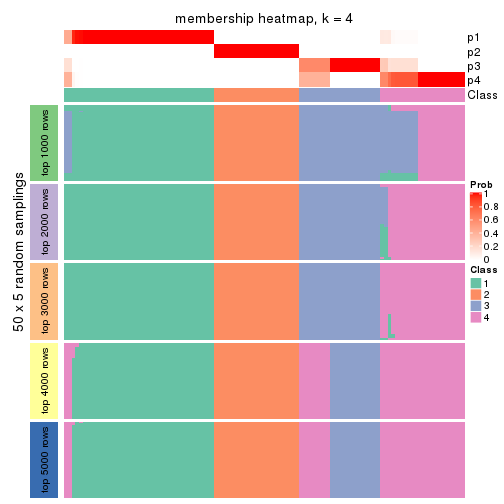 membership heatmap, k = 4
p1
p2
p3
p4
Class
50 x 5 random samplings
top 1000 rows
top 2000 rows
top 3000 rows
top 4000 rows
top 5000 rows
Prob
1
0.8
0.6
0.4
0.2
0
Class
1
2
3
4